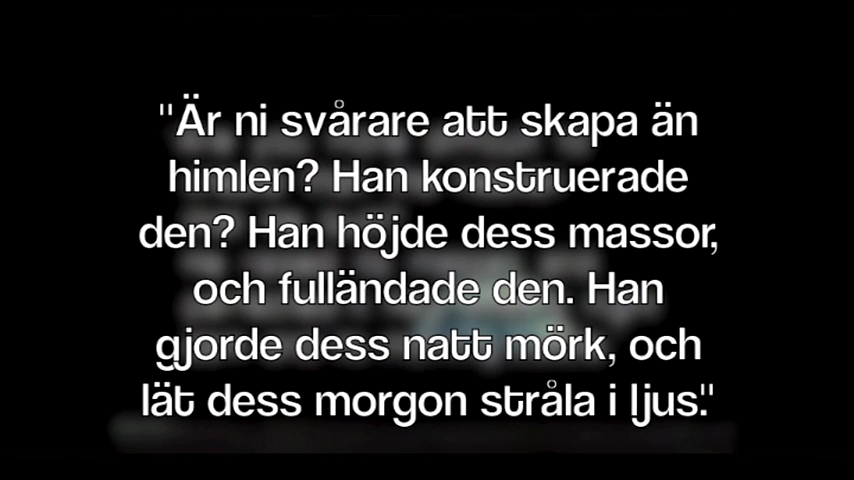 "Är ni svårare att skapa än
himlen? Han konstruerade
den? Han höjde dess massor,
och fulländade den. Han
gjorde dess natt mörk, och
lät dess morgon stråla i ljus."